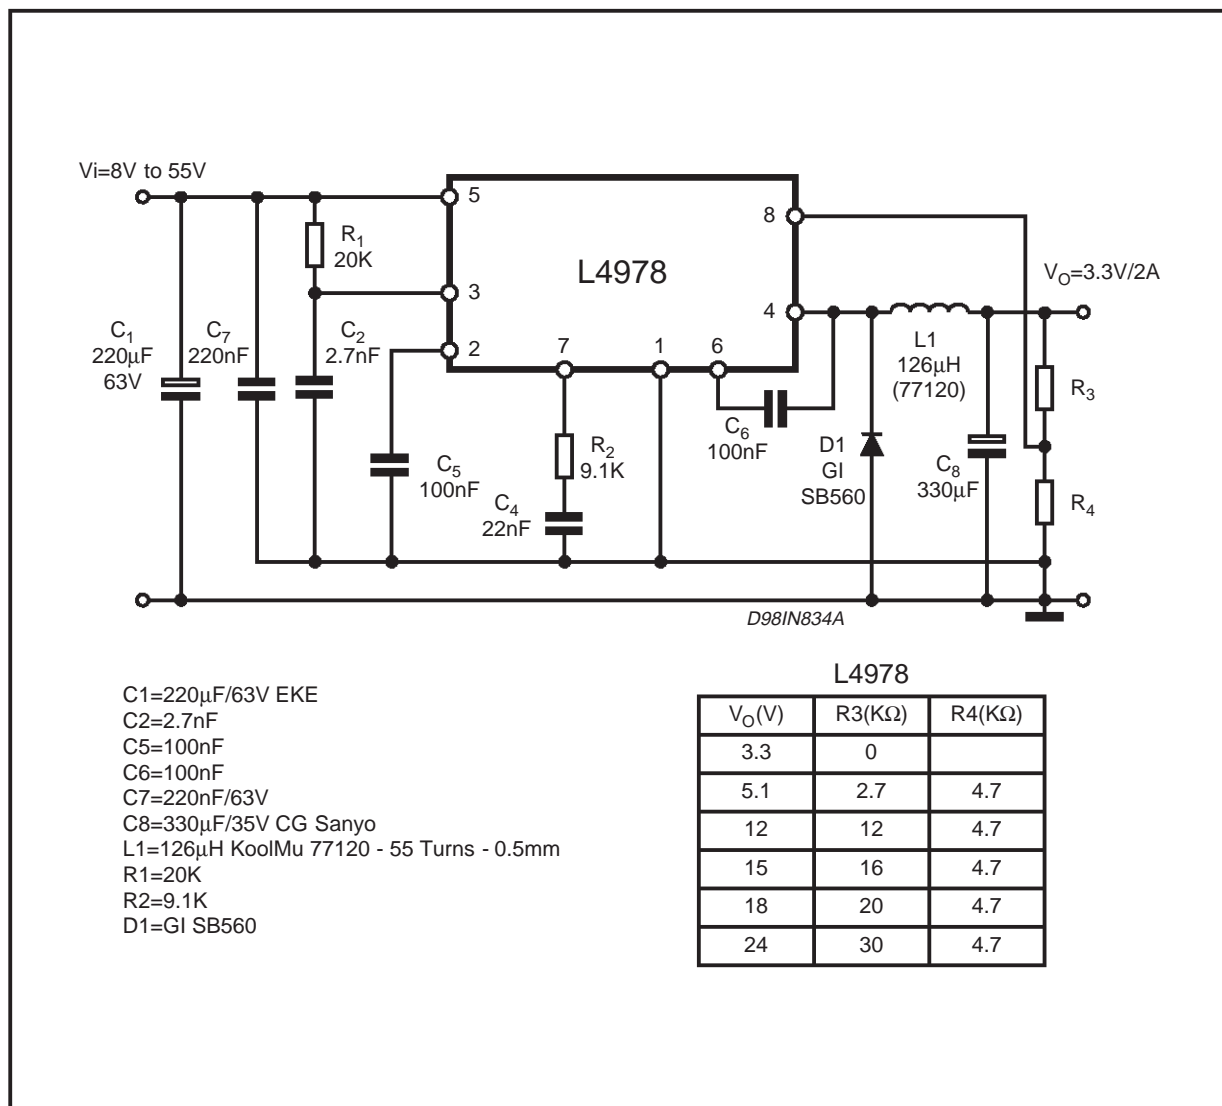 Vi=8V to 55V
5
8
R1
20K
L4978
VO=3.3V/2A
3
4
C1
220μF
63V
C7
220nF
C2
2.7nF
2
7
1
6
L1
126μH
(77120)
R3
C6
100nF
D1
GI
SB560
C5
100nF
R2
9.1K
C8
330μF
C4
22nF
R4
D98IN834A
C1=220μF/63V EKE
C2=2.7nF
C5=100nF
C6=100nF
C7=220nF/63V
C8=330μF/35V CG Sanyo
L1=126μH KoolMu 77120 - 55 Turns - 0.5mm
R1=20K
R2=9.1K
D1=GI SB560
L4978
VO(V) R3(KΩ) R4(KΩ)
3.3 0
5.1 2.7 4.7
12 12 4.7
15 16 4.7
18 20 4.7
24 30 4.7